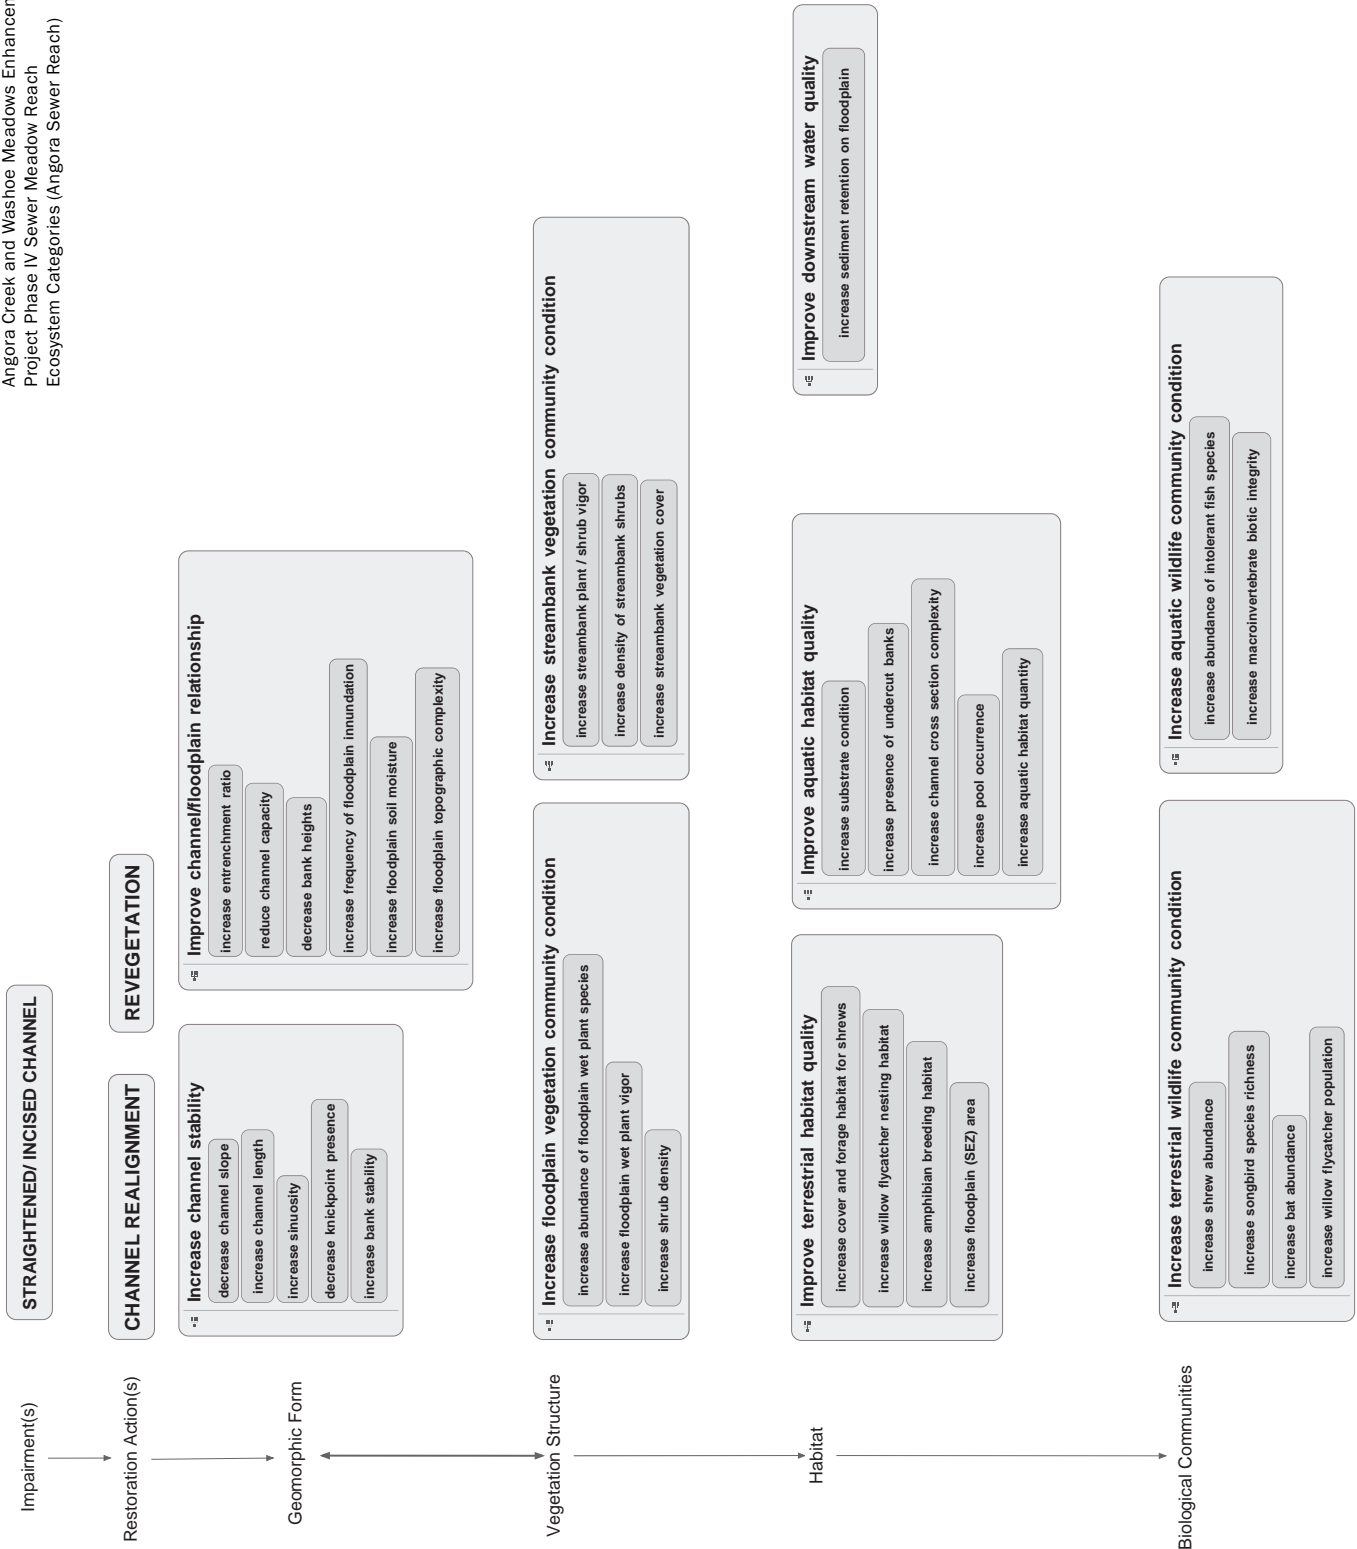 Angora Creek and Washoe Meadows
Project Phase IV Sewer Meadow Reach
Ecosystem Categories (Angora Sewer Reach)
Impairment(s)
STRAIGHTENED/ INCISED CHANNEL
Restoration Action(s)
CHANNEL REALIGNMENT
REVEGETATION
Geomorphic Form
Increase channel stability
decrease channel slope
increase channel length
increase sinuosity
decrease knickpoint presence
increase bank stability
Improve channel/floodplain relationship
increase entrenchment ratio
reduce channel capacity
decrease bank heights
increase frequency of floodplain innundation
increase floodplain soil moisture
increase floodplain topographic complexity
Vegetation Structure
Increase floodplain vegetation community condition
increase abundance of floodplain wet plant species
increase floodplain wet plant vigor
increase shrub density
Increase streambank vegetation community condition
increase streambank plant / shrub vigor
increase density of streambank shrubs
increase streambank vegetation cover
Habitat
Improve terrestrial habitat quality
increase cover and forage habitat for shrews
increase willow flycatcher nesting habitat
increase amphibian breeding habitat
increase floodplain (SEZ) area
Improve aquatic habitat quality
increase substrate condition
increase presence of undercut banks
increase channel cross section complexity
increase pool occurrence
increase aquatic habitat quantity
Improve downstream water quality
increase sediment retention on floodplain
Biological Communities
Increase terrestrial wildlife community condition
increase shrew abundance
increase songbird species richness
increase bat abundance
increase willow flycatcher population
Increase aquatic wildlife community condition
increase abundance of intolerant fish species
increase macroinvertebrate biotic integrity